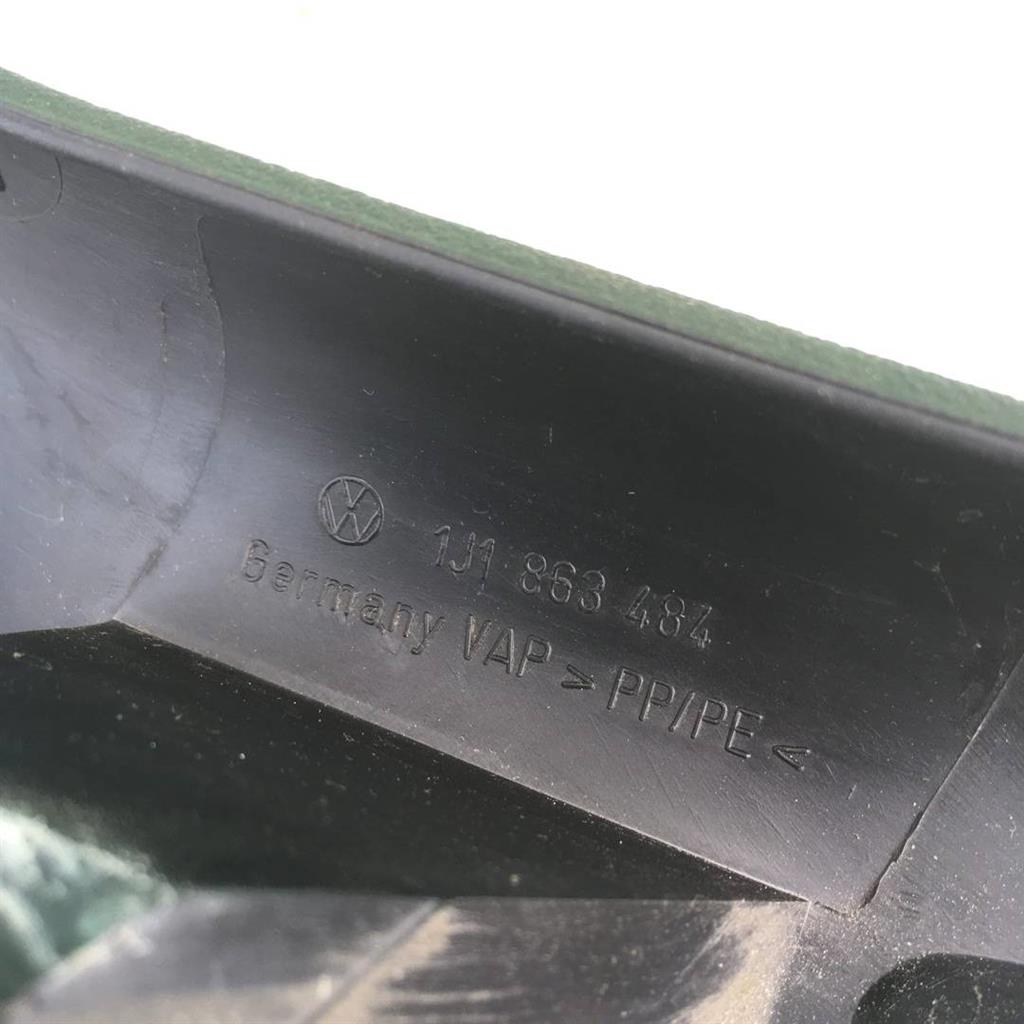 1J1 863 484
Germany VAP > PP/PE <